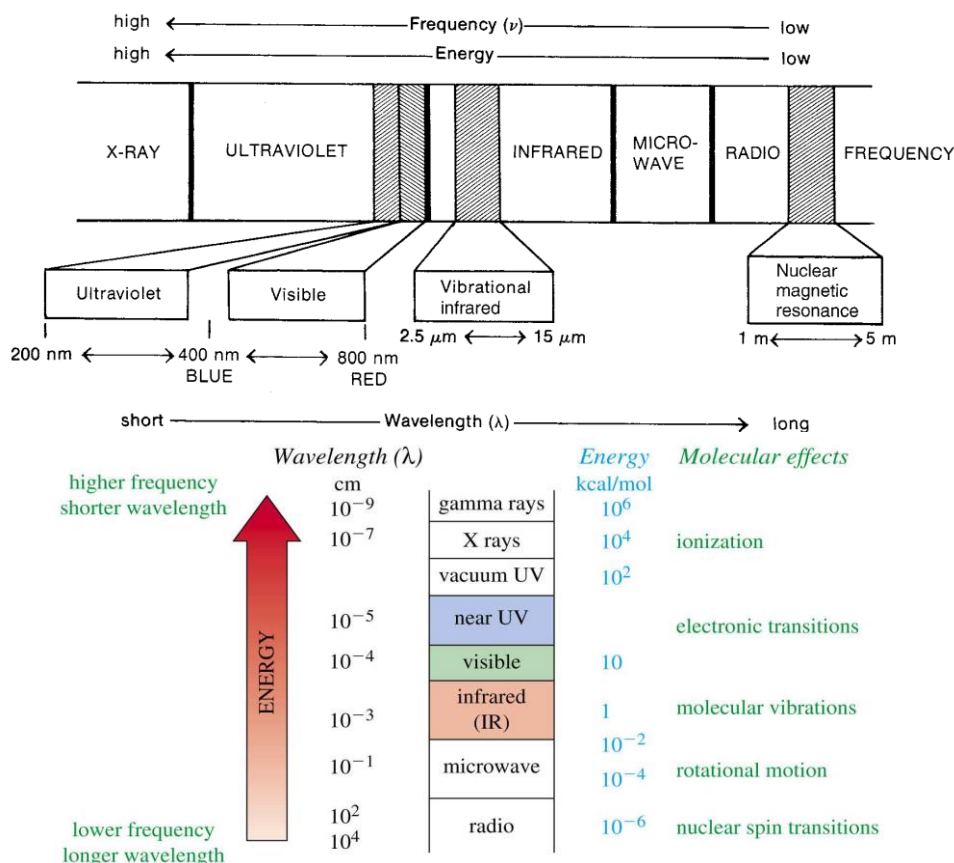 high Frequency (ν) low
high Energy low
X-RAY ULTRAVIOLET INFRARED MICRO-WAVE RADIO FREQUENCY
Ultraviolet Visible Vibrational infrared Nuclear magnetic resonance
200 nm 400 nm 800 nm 2.5 μm 15 μm 1 m 5 m
BLUE RED
short Wavelength (λ) long
Wavelength (λ) Energy Molecular effects
cm kcal/mol
higher frequency
shorter wavelength
10⁻⁹ gamma rays 10⁶
10⁻⁷ X rays 10⁴ ionization
vacuum UV 10²
10⁻⁵ near UV electronic transitions
10⁻⁴ visible 10
ENERGY
10⁻³ infrared (IR) 1 molecular vibrations
10⁻²
10⁻¹ microwave 10⁻⁴ rotational motion
10² radio 10⁻⁶ nuclear spin transitions
10⁴
lower frequency
longer wavelength